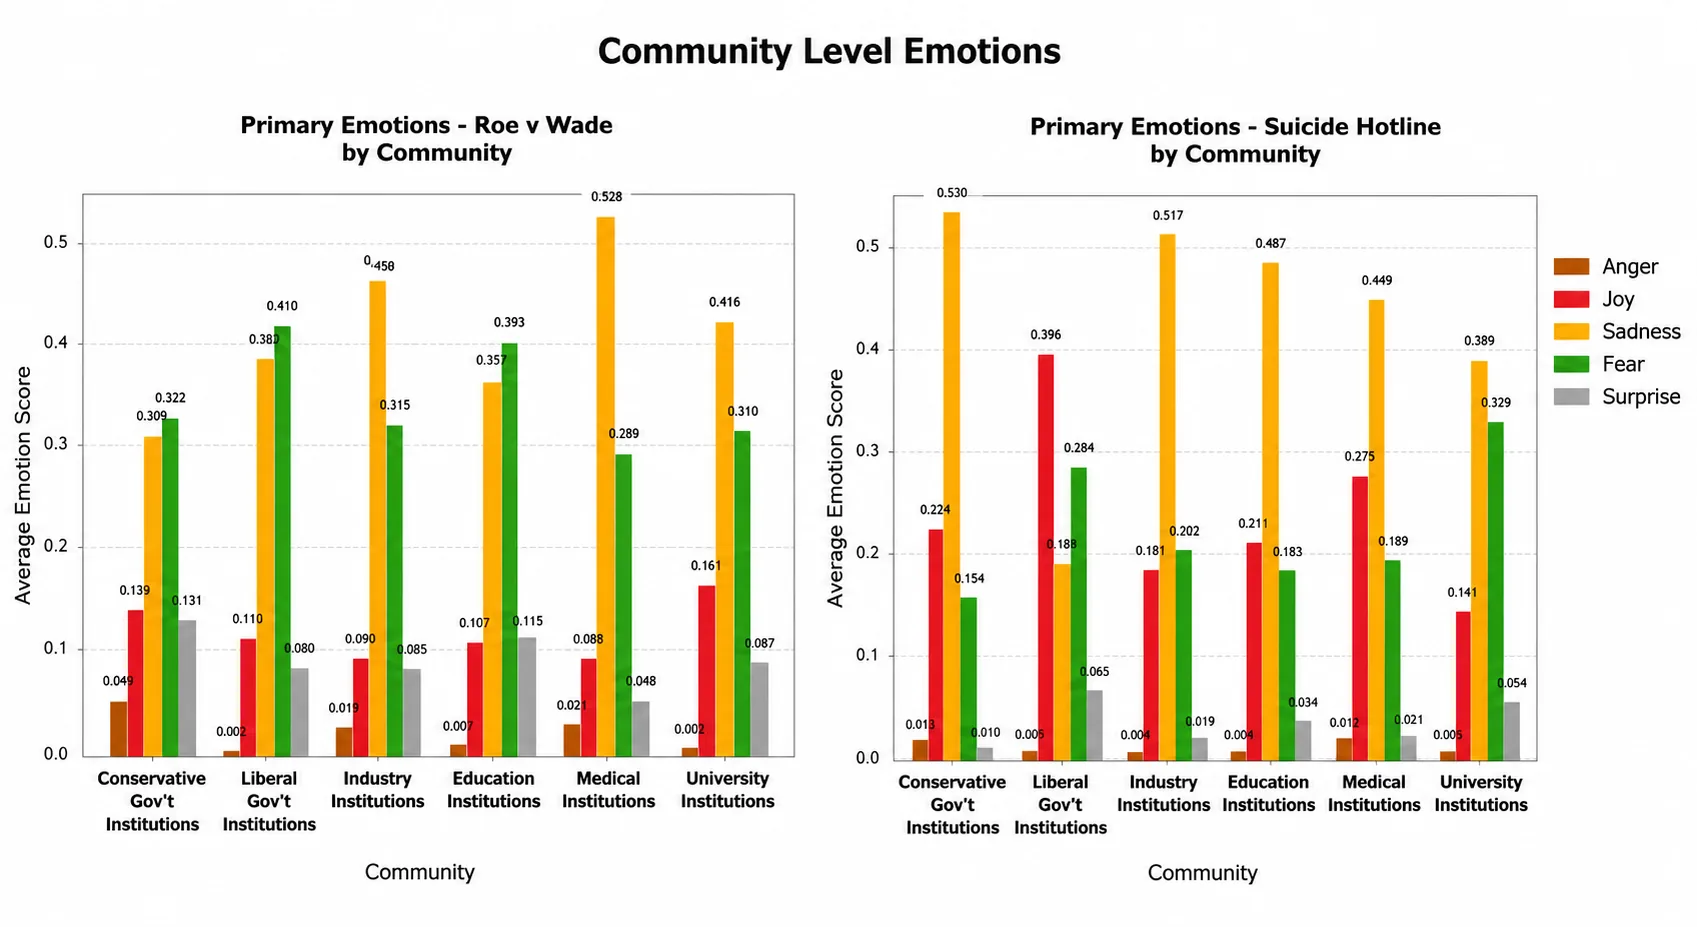 Community Level Emotions
Primary Emotions - Roe v Wade
by Community
Average Emotion Score
0.5
0.4
0.3
0.2
0.1
0.0
0.049
0.139
0.309
0.322
0.131
0.002
0.110
0.410
0.080
0.019
0.090
0.315
0.085
0.007
0.107
0.357
0.393
0.115
0.021
0.088
0.528
0.289
0.048
0.002
0.161
0.416
0.310
0.087
Conservative
Gov't
Institutions
Liberal
Gov't
Institutions
Industry
Institutions
Education
Institutions
Medical
Institutions
University
Institutions
Community
Primary Emotions - Suicide Hotline
by Community
Average Emotion Score
0.5
0.4
0.3
0.2
0.1
0.0
0.013
0.224
0.530
0.154
0.010
0.005
0.396
0.188
0.284
0.065
0.004
0.181
0.517
0.202
0.019
0.004
0.211
0.487
0.183
0.034
0.012
0.275
0.449
0.189
0.021
0.005
0.141
0.389
0.329
0.054
Conservative
Gov't
Institutions
Liberal
Gov't
Institutions
Industry
Institutions
Education
Institutions
Medical
Institutions
University
Institutions
Community
Anger
Joy
Sadness
Fear
Surprise